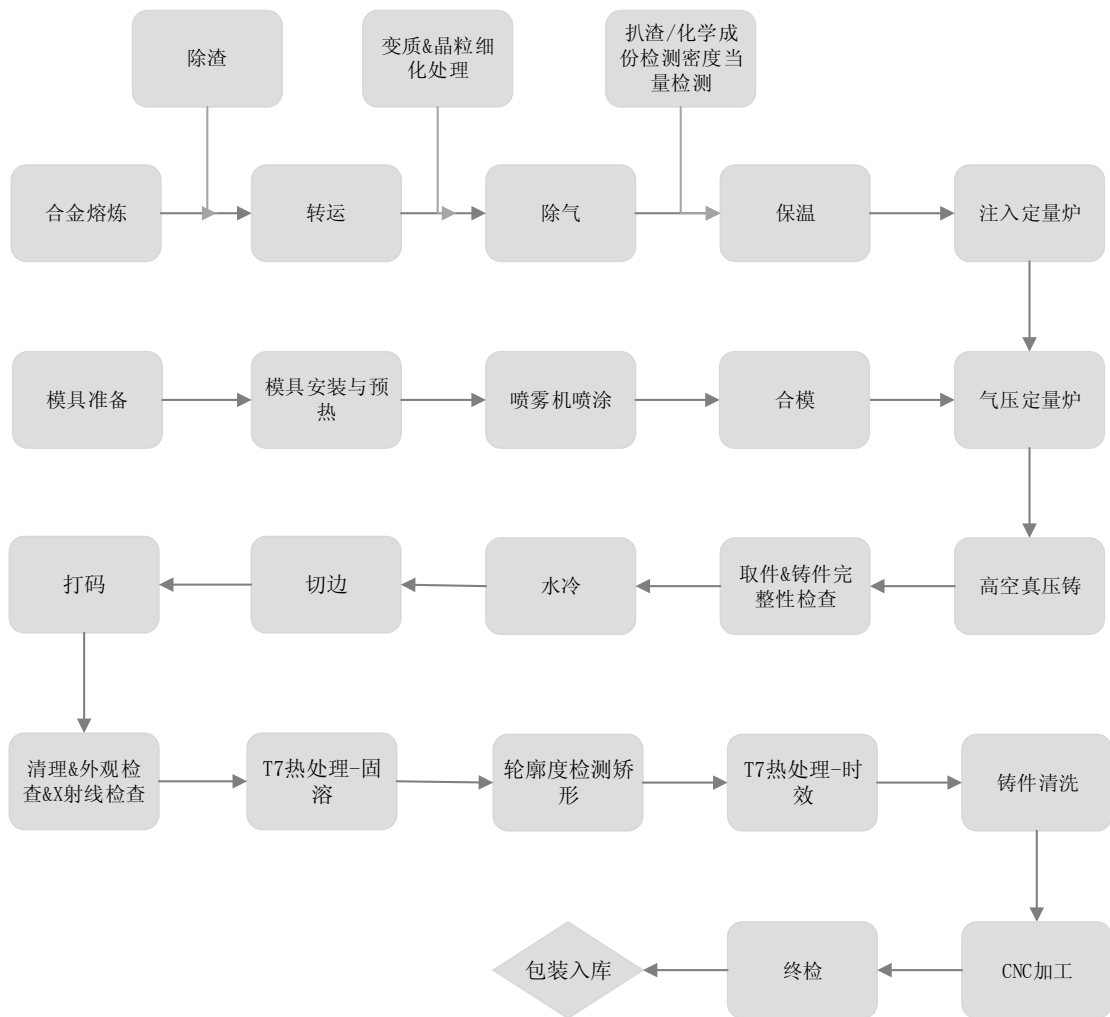 除渣
变质&晶粒细
化处理
扒渣/化学成
份检测密度当
量检测
合金熔炼
转运
除气
保温
注入定量炉
模具准备
模具安装与预
热
喷雾机喷涂
合模
气压定量炉
打码
切边
水冷
取件&铸件完
整性检查
高空真压铸
清理&外观检
查&X射线检查
T7热处理-固
溶
轮廓度检测矫
形
T7热处理-时
效
铸件清洗
包装入库
终检
CNC加工